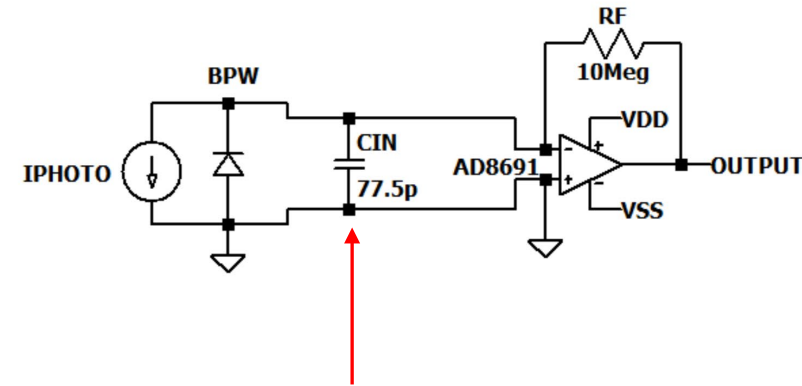 RF
10Meg
BPW
VDD
CIN
AD8691
IPHOTO
OUTPUT
77.5p
VSS